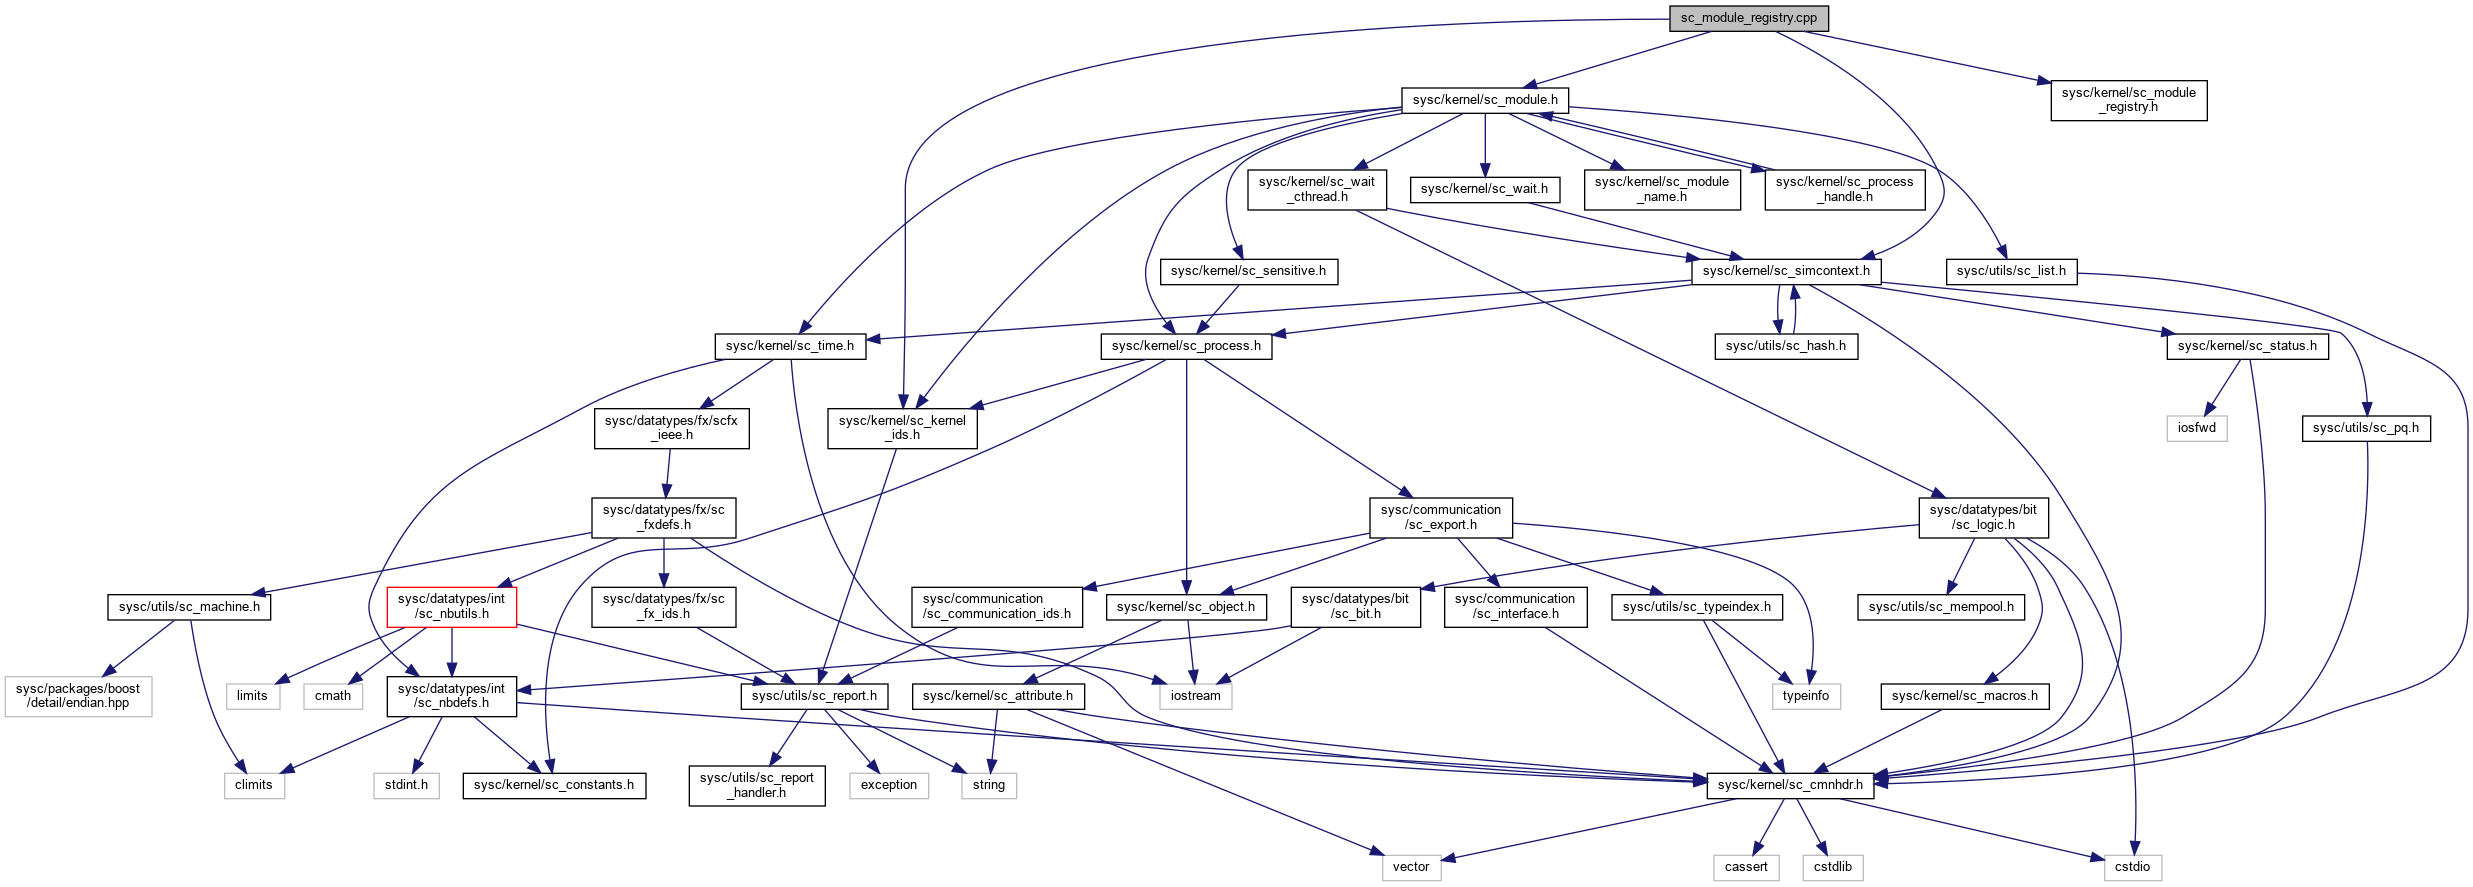 sc_module_registry.cpp
sysc/kernel/sc_module.h
sysc/kernel/sc_module
_registry.h
sysc/kernel/sc_wait
_cthread.h
sysc/kernel/sc_wait.h
sysc/kernel/sc_module
_name.h
sysc/kernel/sc_process
_handle.h
sysc/kernel/sc_sensitive.h
sysc/kernel/sc_simcontext.h
sysc/utils/sc_list.h
sysc/kernel/sc_time.h
sysc/kernel/sc_process.h
sysc/utils/sc_hash.h
sysc/kernel/sc_status.h
sysc/datatypes/fx/scfx
_ieee.h
sysc/kernel/sc_kernel
_ids.h
iosfwd
sysc/utils/sc_pq.h
sysc/datatypes/fx/sc
_fxdefs.h
sysc/communication
/sc_export.h
sysc/datatypes/bit
/sc_logic.h
sysc/utils/sc_machine.h
sysc/datatypes/int
/sc_nbutils.h
sysc/datatypes/fx/sc
_fx_ids.h
sysc/communication
/sc_communication_ids.h
sysc/kernel/sc_object.h
sysc/datatypes/bit
/sc_bit.h
sysc/communication
/sc_interface.h
sysc/utils/sc_typeindex.h
sysc/utils/sc_mempool.h
sysc/packages/boost
/detail/endian.hpp
limits
cmath
sysc/datatypes/int
/sc_nbdefs.h
sysc/utils/sc_report.h
sysc/kernel/sc_attribute.h
iostream
typeinfo
sysc/kernel/sc_macros.h
climits
stdint.h
sysc/kernel/sc_constants.h
sysc/utils/sc_report
_handler.h
exception
string
sysc/kernel/sc_cmnhdr.h
vector
cassert
cstdlib
cstdio